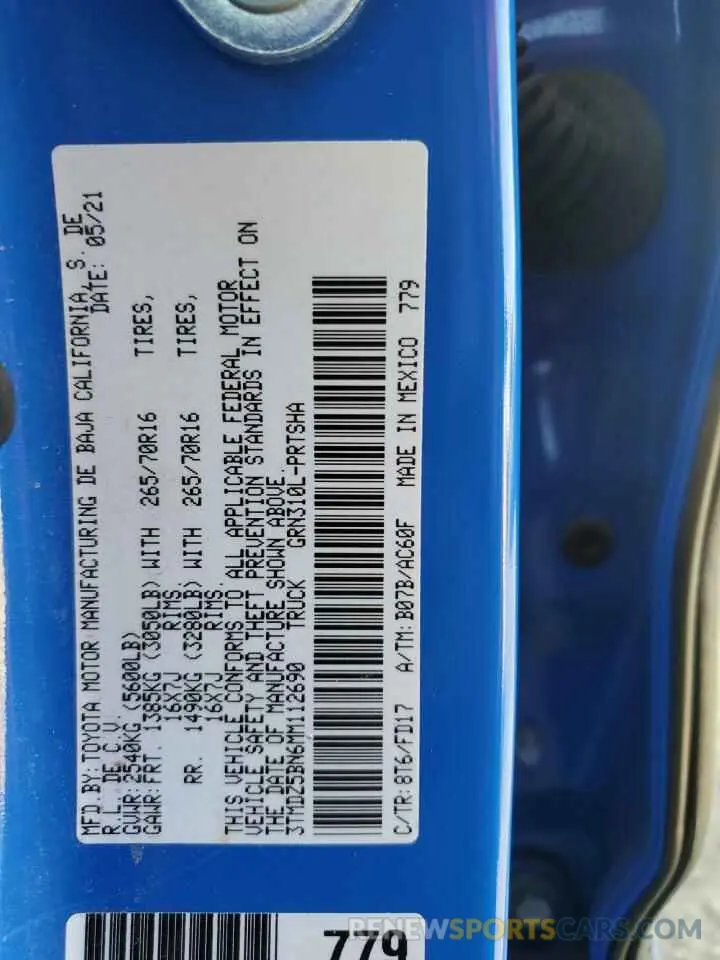 MFD BY:TOYOTA MOTOR MANUFACTURING DE BAJA CALIFORNIA, S. DE
R.L. DE C.V. DATE: 05/21
GVWR:2540KG (5600LB)
GAWR:FRT. 1385KG (3050LB) WITH 265/70R16 TIRES,
16X7J RIMS.
RR. 1490KG (3280LB) WITH 265/70R16 TIRES,
16X7J RIMS.
THIS VEHICLE CONFORMS TO ALL APPLICABLE FEDERAL MOTOR
VEHICLE SAFETY AND THEFT PREVENTION STANDARDS IN EFFECT ON
THE DATE OF MANUFACTURE SHOWN ABOVE.
3TMDZ5BN6MM112690 TRUCK GRN310L-PRTSHA
C/TR:8T6/FD17 A/TM:B07B/AC60F MADE IN MEXICO 779
779
RENEWSPORTSCARS.COM